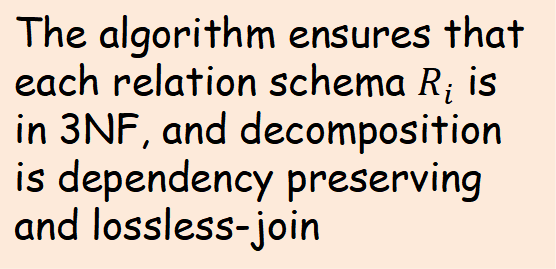 The algorithm ensures that
each relation schema Rᵢ is
in 3NF, and decomposition
is dependency preserving
and lossless-join